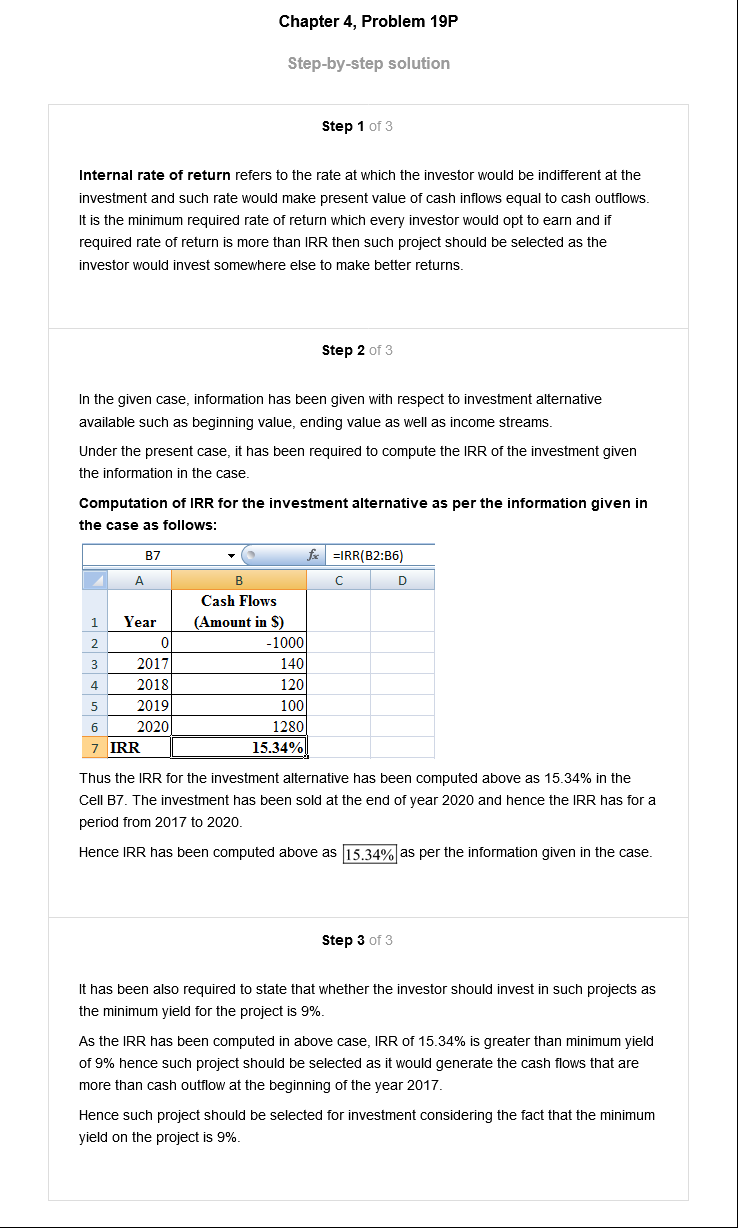 Chapter 4, Problem 19P
Step-by-step solution
Step 1 of 3
Internal rate of return refers to the rate at which the investor would be indifferent at the
investment and such rate would make present value of cash inflows equal to cash outflows.
It is the minimum required rate of return which every investor would opt to earn and if
required rate of return is more than IRR then such project should be selected as the
investor would invest somewhere else to make better returns.
Step 2 of 3
In the given case, information has been given with respect to investment alternative
available such as beginning value, ending value as well as income streams.
Under the present case, it has been required to compute the IRR of the investment given
the information in the case.
Computation of IRR for the investment alternative as per the information given in
the case as follows:
B7 fx =IRR(B2:B6)
A B C D
Cash Flows
1 Year (Amount in $)
2 0 -1000
3 2017 140
4 2018 120
5 2019 100
6 2020 1280
7 IRR 15.34%
Thus the IRR for the investment alternative has been computed above as 15.34% in the
Cell B7. The investment has been sold at the end of year 2020 and hence the IRR has for a
period from 2017 to 2020.
Hence IRR has been computed above as 15.34% as per the information given in the case.
Step 3 of 3
It has been also required to state that whether the investor should invest in such projects as
the minimum yield for the project is 9%.
As the IRR has been computed in above case, IRR of 15.34% is greater than minimum yield
of 9% hence such project should be selected as it would generate the cash flows that are
more than cash outflow at the beginning of the year 2017.
Hence such project should be selected for investment considering the fact that the minimum
yield on the project is 9%.